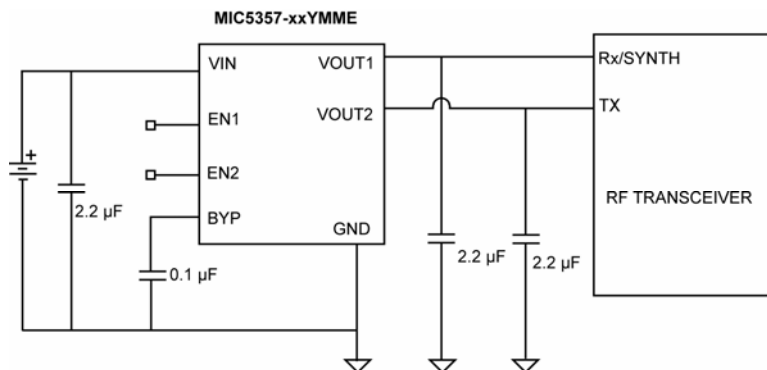 MIC5357-xxYMME
VIN
VOUT1
Rx/SYNTH
EN1
VOUT2
TX
+
EN2
2.2 µF
BYP
GND
RF TRANSCEIVER
0.1 µF
2.2 µF
2.2 µF